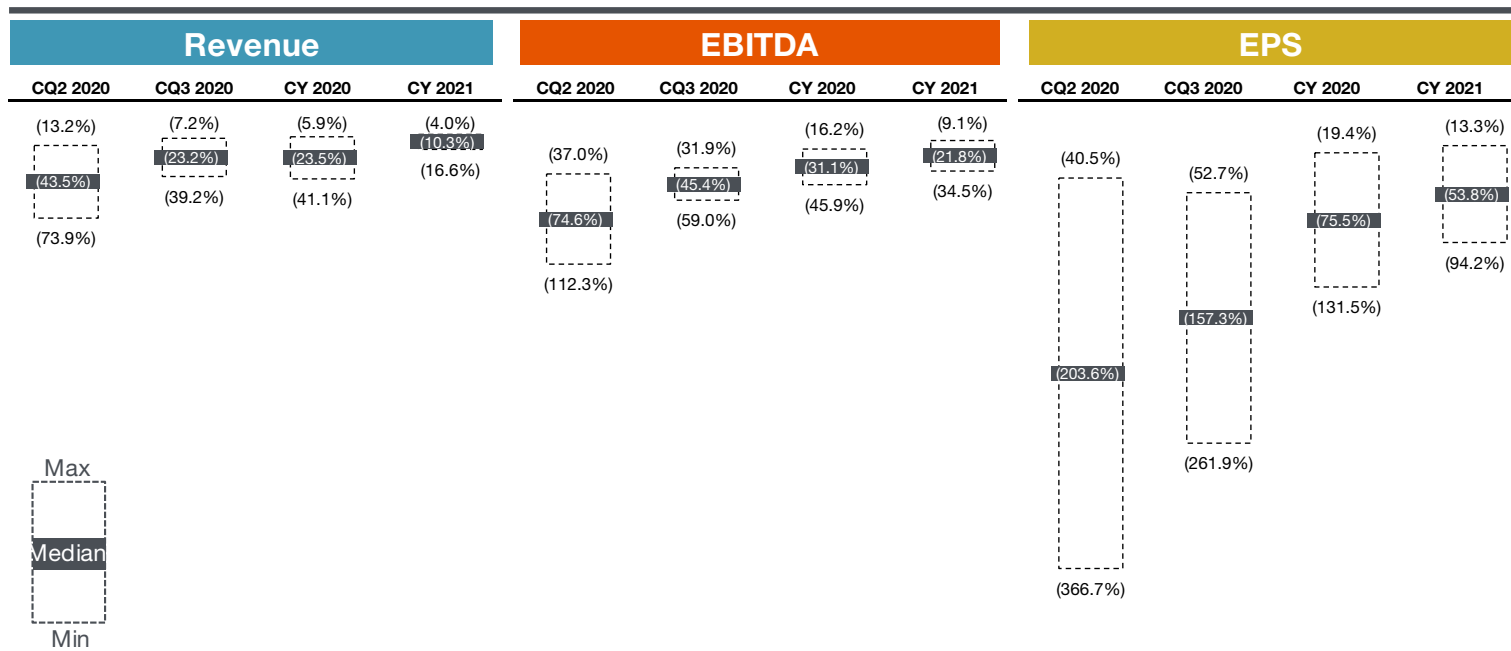 Revenue EBITDA EPS
CQ2 2020 CQ3 2020 CY 2020 CY 2021 CQ2 2020 CQ3 2020 CY 2020 CY 2021 CQ2 2020 CQ3 2020 CY 2020 CY 2021
(13.2%) (7.2%) (5.9%) (4.0%) (37.0%) (31.9%) (16.2%) (9.1%) (40.5%) (52.7%) (19.4%) (13.3%)
(43.5%) (23.2%) (23.5%) (10.3%) (74.6%) (45.4%) (31.1%) (21.8%) (203.6%) (157.3%) (75.5%) (53.8%)
(73.9%) (39.2%) (41.1%) (16.6%) (112.3%) (59.0%) (45.9%) (34.5%) (366.7%) (261.9%) (131.5%) (94.2%)
Max
Median
Min